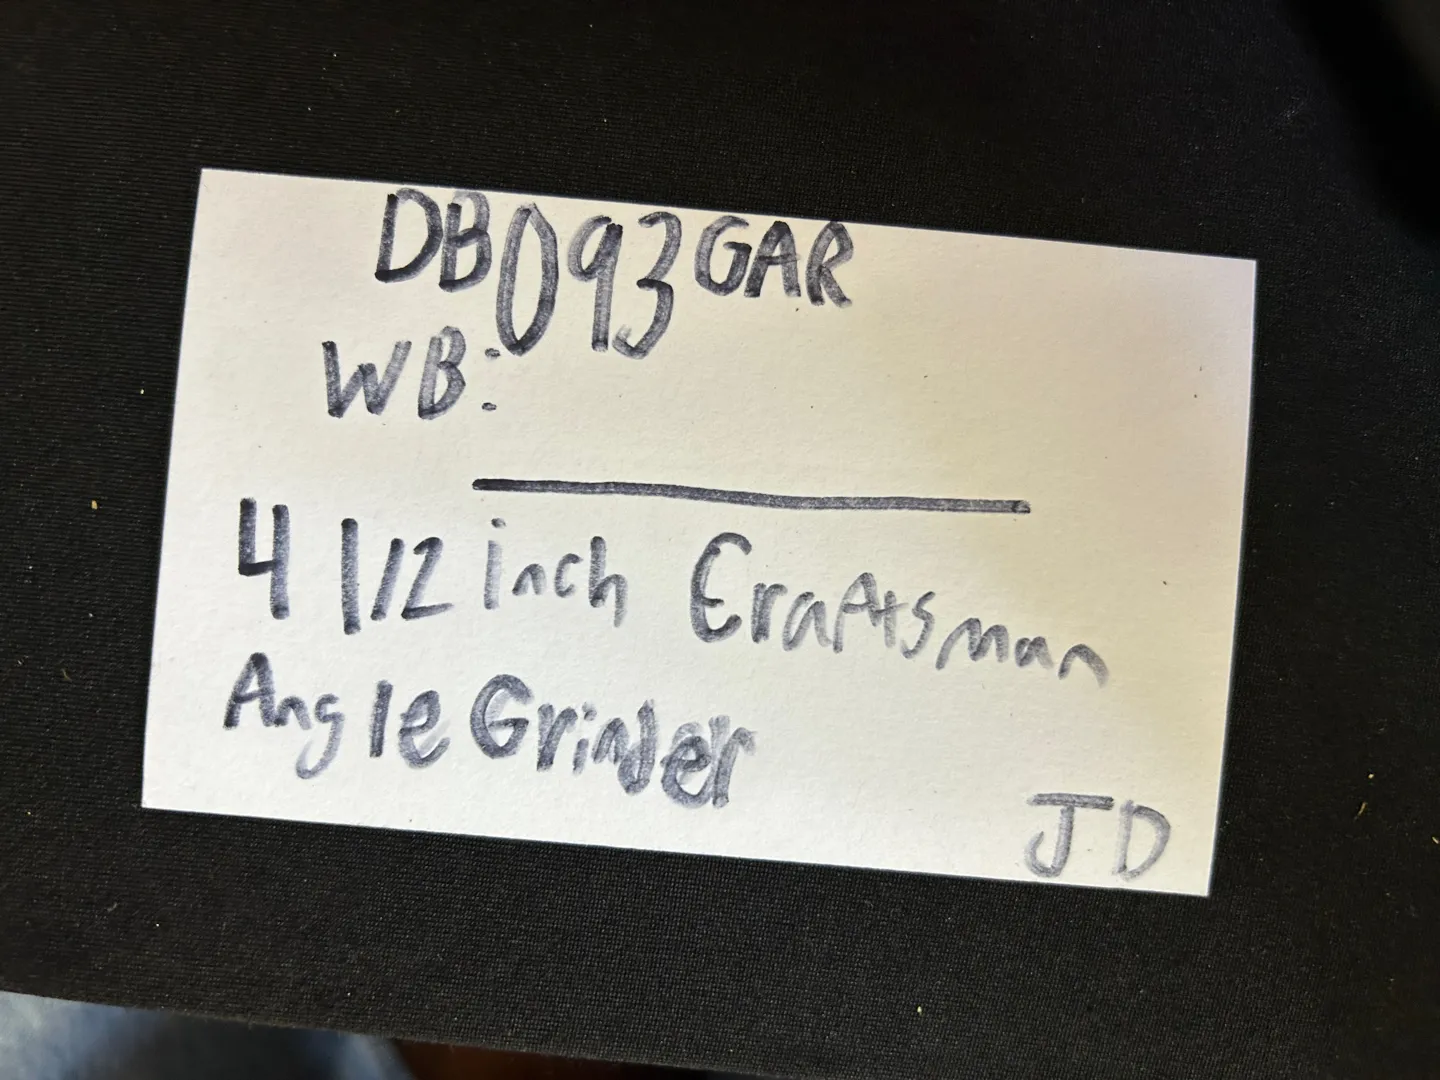 DB093GAR
WB:
4 1/2 inch Craftsman
Angle Grinder
JD